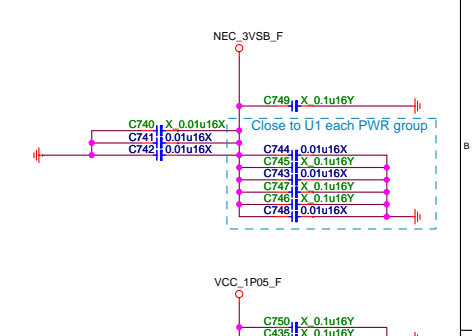 NEC_3VSB_F
C749 X_0.1u16Y
C740 X_0.01u16X
Close to U1 each PWR group
C741 0.01u16X
C742 0.01u16X
C744 0.01u16X
C745 X_0.1u16Y
C743 0.01u16X
C747 X_0.1u16Y
C746 X_0.1u16Y
C748 0.01u16X
B
VCC_1P05_F
C750 X_0.1u16Y
C435 X_0.1u16Y